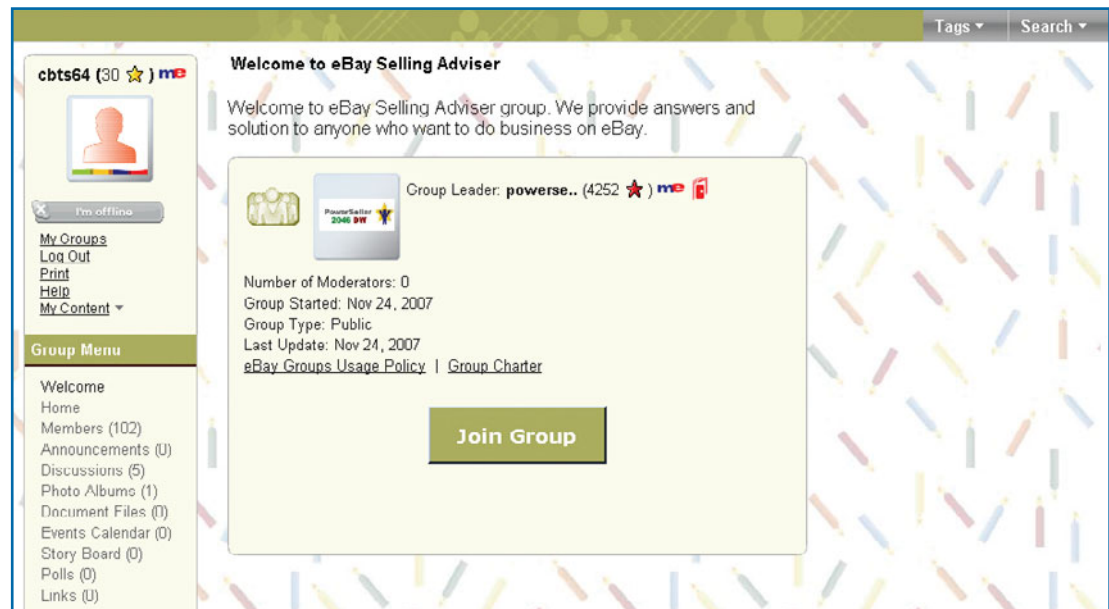 Tags
Search
cbts64 (30 ) me
I'm offline
My Groups
Log Out
Print
Help
My Content
Group Menu
Welcome
Home
Members (102)
Announcements (0)
Discussions (5)
Photo Albums (1)
Document Files (0)
Events Calendar (0)
Story Board (0)
Polls (0)
Links (0)
Welcome to eBay Selling Adviser
Welcome to eBay Selling Adviser group. We provide answers and
solution to anyone who want to do business on eBay.
PowerSeller
2046 DW
Group Leader: powerse.. (4252 ) me
Number of Moderators: 0
Group Started: Nov 24, 2007
Group Type: Public
Last Update: Nov 24, 2007
eBay Groups Usage Policy | Group Charter
Join Group